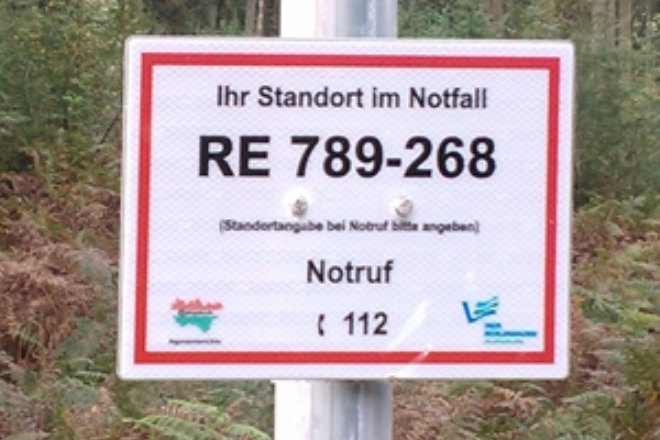 Ihr Standort im Notfall
RE 789-268
(Standortangabe bei Notruf bitte angeben)
Notruf
112